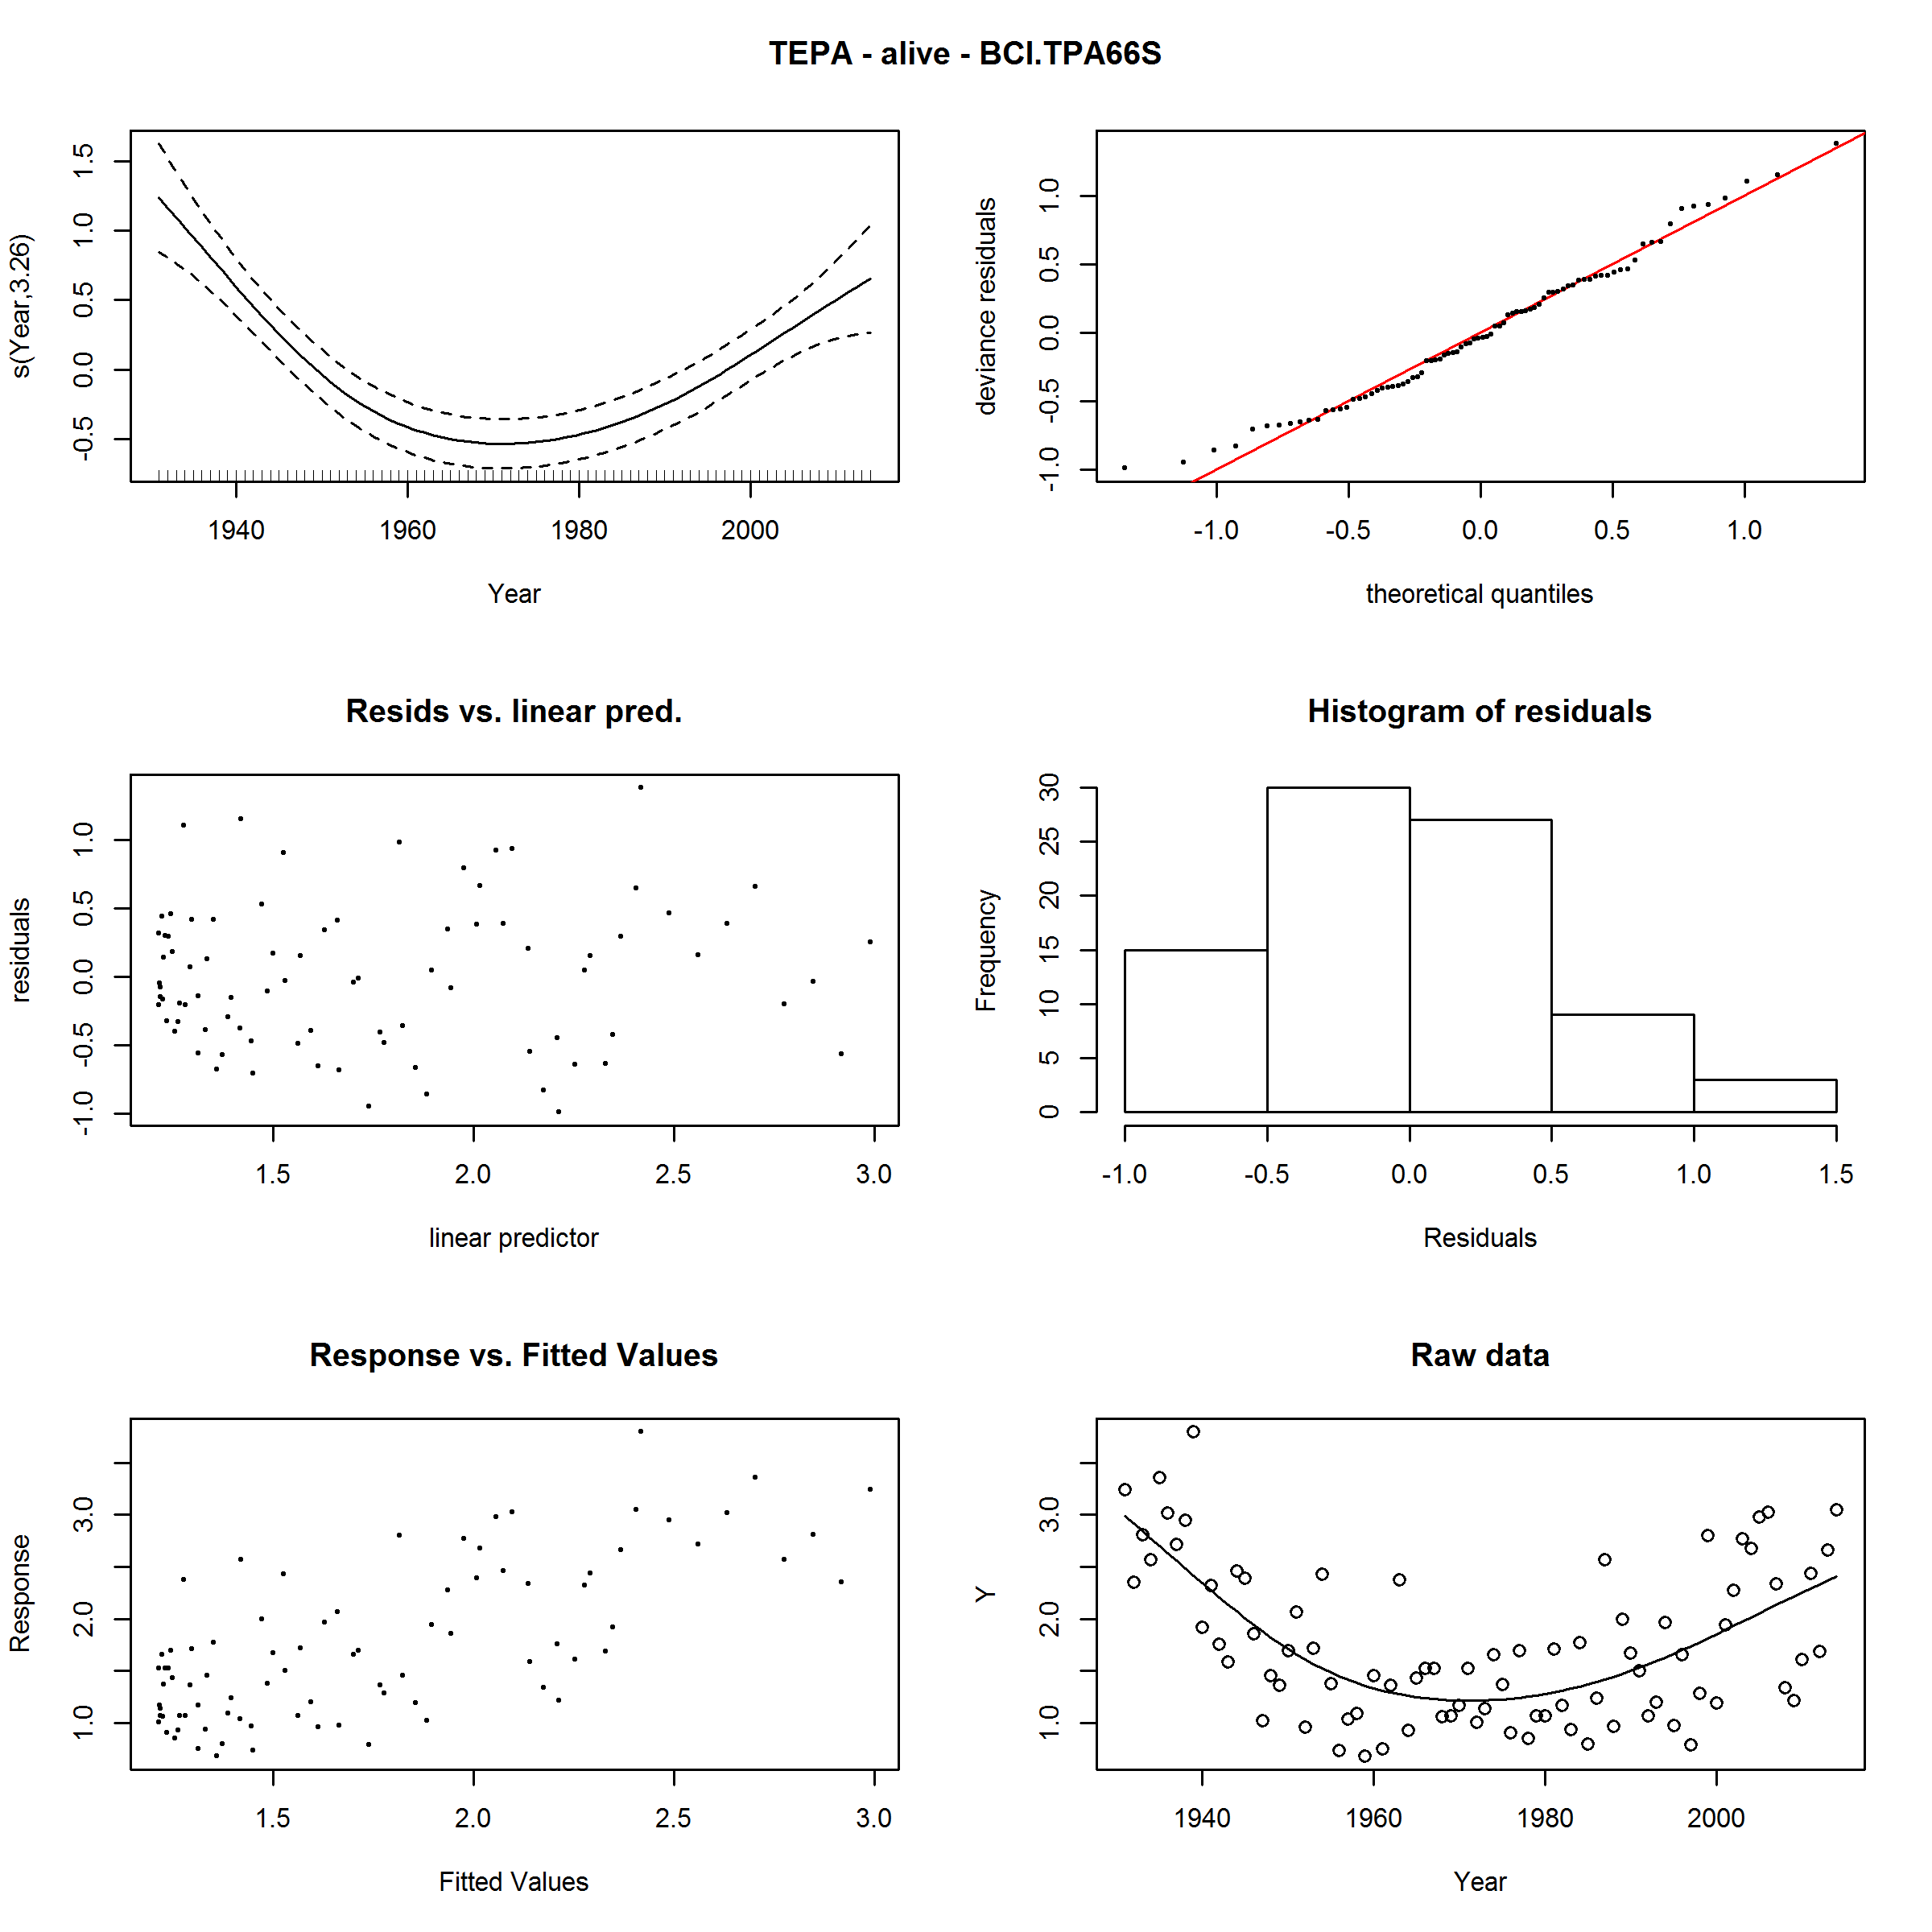 TEPA - alive - BCI.TPA66S
s(Year,3.26)
-0.5 0.0 0.5 1.0 1.5
1940 1960 1980 2000
Year
deviance residuals
-1.0 -0.5 0.0 0.5 1.0
-1.0 -0.5 0.0 0.5 1.0
theoretical quantiles
Resids vs. linear pred.
residuals
-1.0 -0.5 0.0 0.5 1.0
1.5 2.0 2.5 3.0
linear predictor
Histogram of residuals
Frequency
0 5 10 15 20 25 30
-1.0 -0.5 0.0 0.5 1.0 1.5
Residuals
Response vs. Fitted Values
Response
1.0 2.0 3.0
1.5 2.0 2.5 3.0
Fitted Values
Raw data
Y
1.0 2.0 3.0
1940 1960 1980 2000
Year